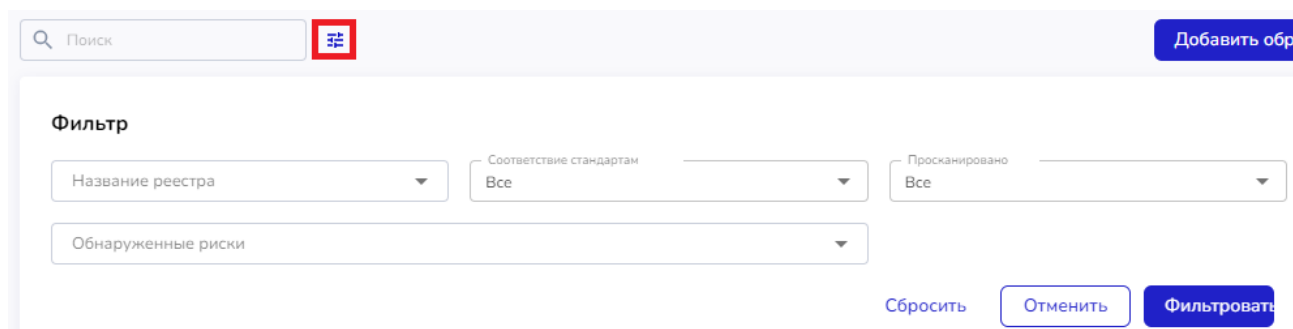 Поиск
Добавить обр
Фильтр
Соответствие стандартам
Просканировано
Название реестра
Все
Все
Обнаруженные риски
Сбросить
Отменить
Фильтровать